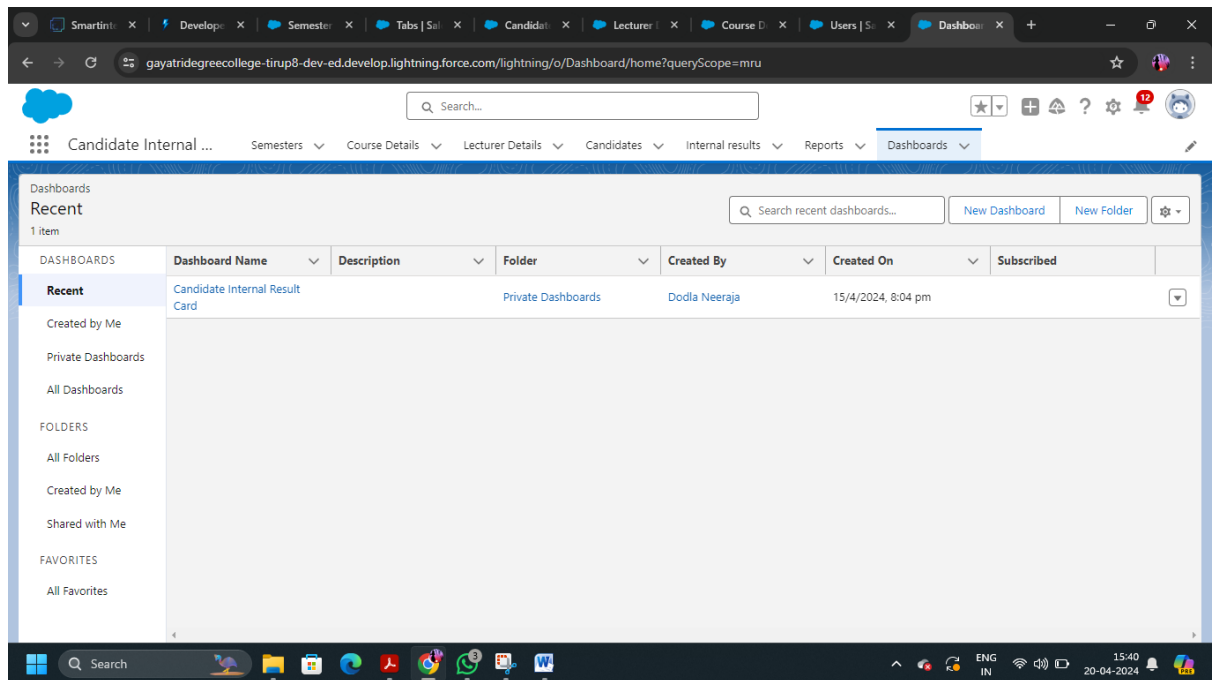 Smartinte
Develope
Semester
Tabs | Sal
Candidat
Lecturer
Course D
Users | Sa
Dashboar
gayatridegreecollege-tirup8-dev-ed.develop.lightning.force.com/lightning/o/Dashboard/home?queryScope=mru
Search...
12
Candidate Internal ...
Semesters
Course Details
Lecturer Details
Candidates
Internal results
Reports
Dashboards
Dashboards
Recent
1 item
Search recent dashboards...
New Dashboard
New Folder
DASHBOARDS
Dashboard Name
Description
Folder
Created By
Created On
Subscribed
Recent
Candidate Internal Result
Card
Private Dashboards
Dodla Neeraja
15/4/2024, 8:04 pm
Created by Me
Private Dashboards
All Dashboards
FOLDERS
All Folders
Created by Me
Shared with Me
FAVORITES
All Favorites
Search
3
W
ENG
IN
15:40
20-04-2024
PRE